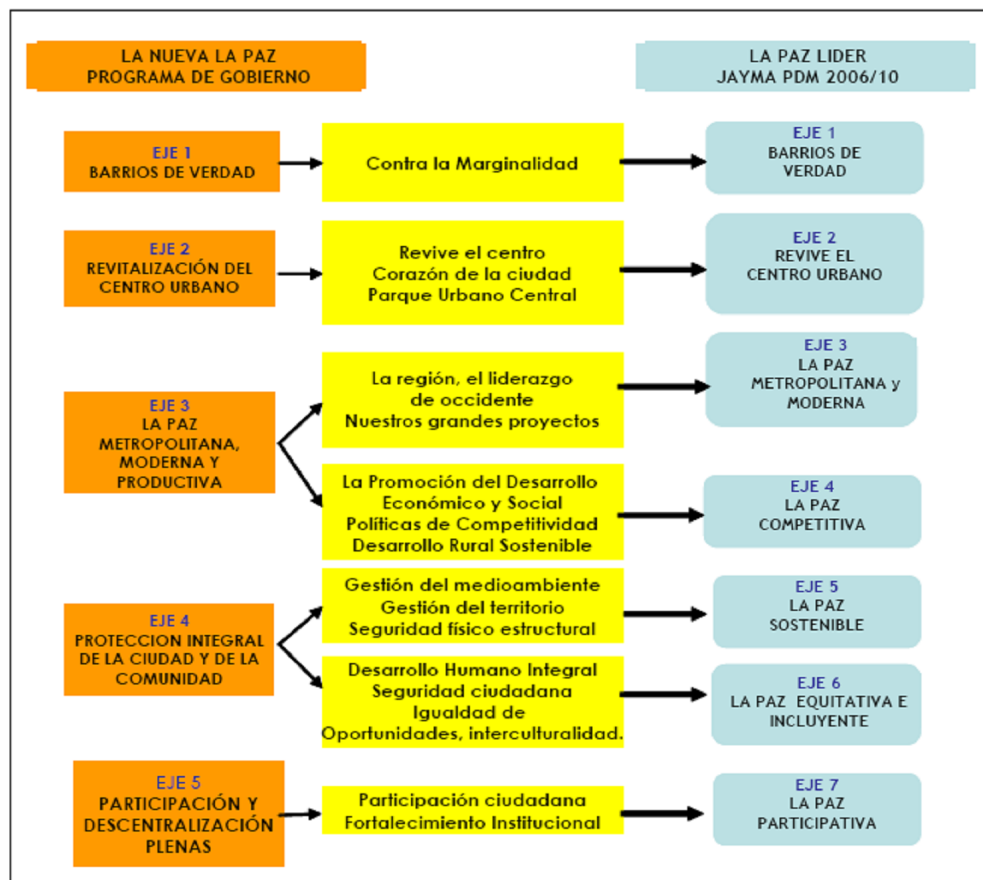 LA NUEVA LA PAZ
PROGRAMA DE GOBIERNO
LA PAZ LIDER
JAYMA PDM 2006/10
EJE 1
BARRIOS DE VERDAD
Contra la Marginalidad
EJE 1
BARRIOS DE
VERDAD
EJE 2
REVITALIZACIÓN DEL
CENTRO URBANO
Revive el centro
Corazón de la ciudad
Parque Urbano Central
EJE 2
REVIVE EL
CENTRO URBANO
EJE 3
LA PAZ
METROPOLITANA,
MODERNA Y
PRODUCTIVA
La región, el liderazgo
de occidente
Nuestros grandes proyectos
EJE 3
LA PAZ
METROPOLITANA y
MODERNA
La Promoción del Desarrollo
Económico y Social
Políticas de Competitividad
Desarrollo Rural Sostenible
EJE 4
LA PAZ
COMPETITIVA
EJE 4
PROTECCION INTEGRAL
DE LA CIUDAD Y DE LA
COMUNIDAD
Gestión del medioambiente
Gestión del territorio
Seguridad físico estructural
EJE 5
LA PAZ
SOSTENIBLE
Desarrollo Humano Integral
Seguridad ciudadana
Igualdad de
Oportunidades, interculturalidad.
EJE 6
LA PAZ EQUITATIVA E
INCLUYENTE
EJE 5
PARTICIPACIÓN Y
DESCENTRALIZACIÓN
PLENAS
Participación ciudadana
Fortalecimiento Institucional
EJE 7
LA PAZ
PARTICIPATIVA